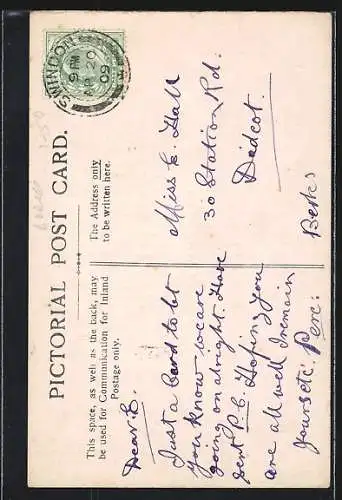 PICTORIAL POST CARD.
This space, as well as the back, may
be used for Communication for Inland
Postage only.
The Address only
to be written here.
SWINDON
9 PM
20
09
Dear E.
Just a Card to let
you know we are
going on alright. Have
sent P.C. Hoping you
are all well I remain
Yours etc: Perc:
Miss E. Hall
30 Station Rd.
Didcot.
Berks